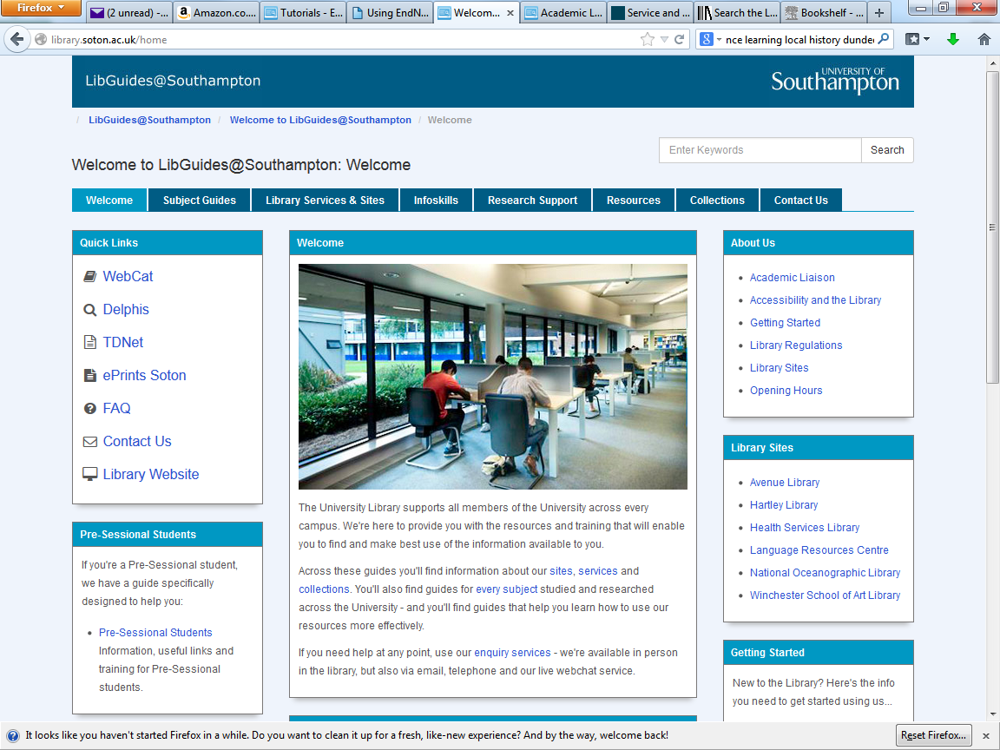 Firefox
(2 unread) -...
Amazon.co....
Tutorials - E...
Using EndN...
Welcom...
Academic L...
Service and ...
Search the L...
Bookshelf - ...
library.soton.ac.uk/home
nce learning local history dunde
LibGuides@Southampton
UNIVERSITY OF
Southampton
/ LibGuides@Southampton / Welcome to LibGuides@Southampton / Welcome
Enter Keywords
Search
Welcome to LibGuides@Southampton: Welcome
Welcome
Subject Guides
Library Services & Sites
Infoskills
Research Support
Resources
Collections
Contact Us
Quick Links
WebCat
Delphis
TDNet
ePrints Soton
FAQ
Contact Us
Library Website
Pre-Sessional Students
If you're a Pre-Sessional student,
we have a guide specifically
designed to help you:
Pre-Sessional Students
Information, useful links and
training for Pre-Sessional
students.
Welcome
The University Library supports all members of the University across every
campus. We're here to provide you with the resources and training that will enable
you to find and make best use of the information available to you.
Across these guides you'll find information about our sites, services and
collections. You'll also find guides for every subject studied and researched
across the University - and you'll find guides that help you learn how to use our
resources more effectively.
If you need help at any point, use our enquiry services - we're available in person
in the library, but also via email, telephone and our live webchat service.
About Us
Academic Liaison
Accessibility and the Library
Getting Started
Library Regulations
Library Sites
Opening Hours
Library Sites
Avenue Library
Hartley Library
Health Services Library
Language Resources Centre
National Oceanographic Library
Winchester School of Art Library
Getting Started
New to the Library? Here's the info
you need to get started using us...
It looks like you haven't started Firefox in a while. Do you want to clean it up for a fresh, like-new experience? And by the way, welcome back!
Reset Firefox...